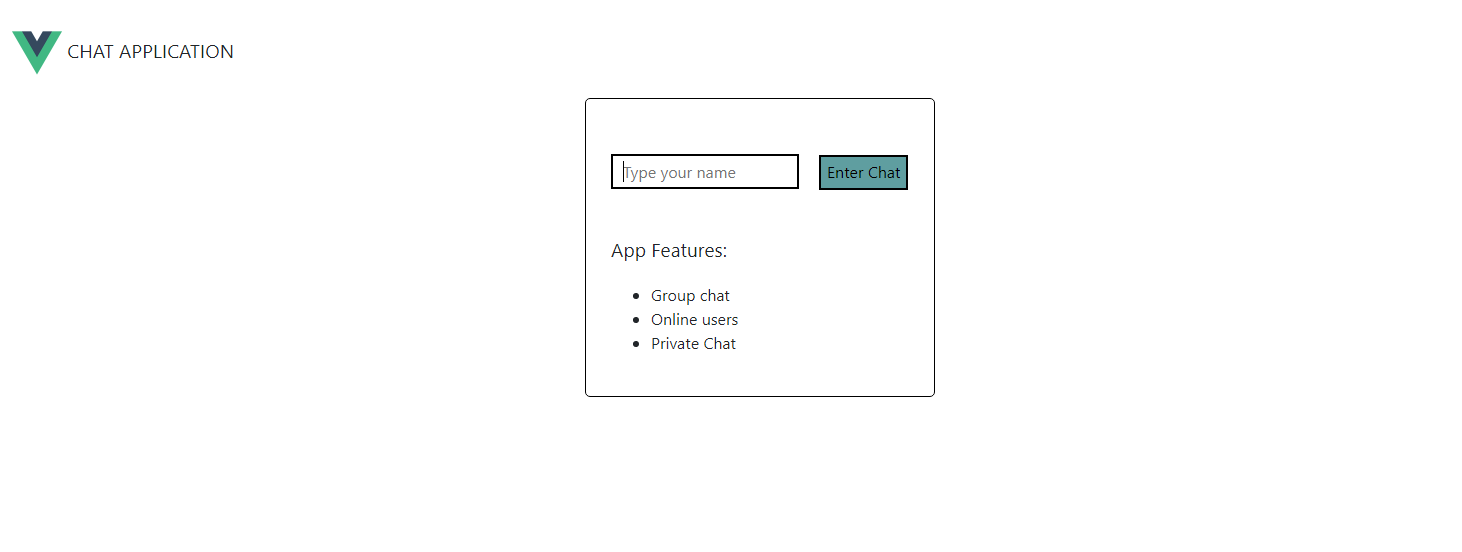 CHAT APPLICATION
Type your name
Enter Chat
App Features:
Group chat
Online users
Private Chat